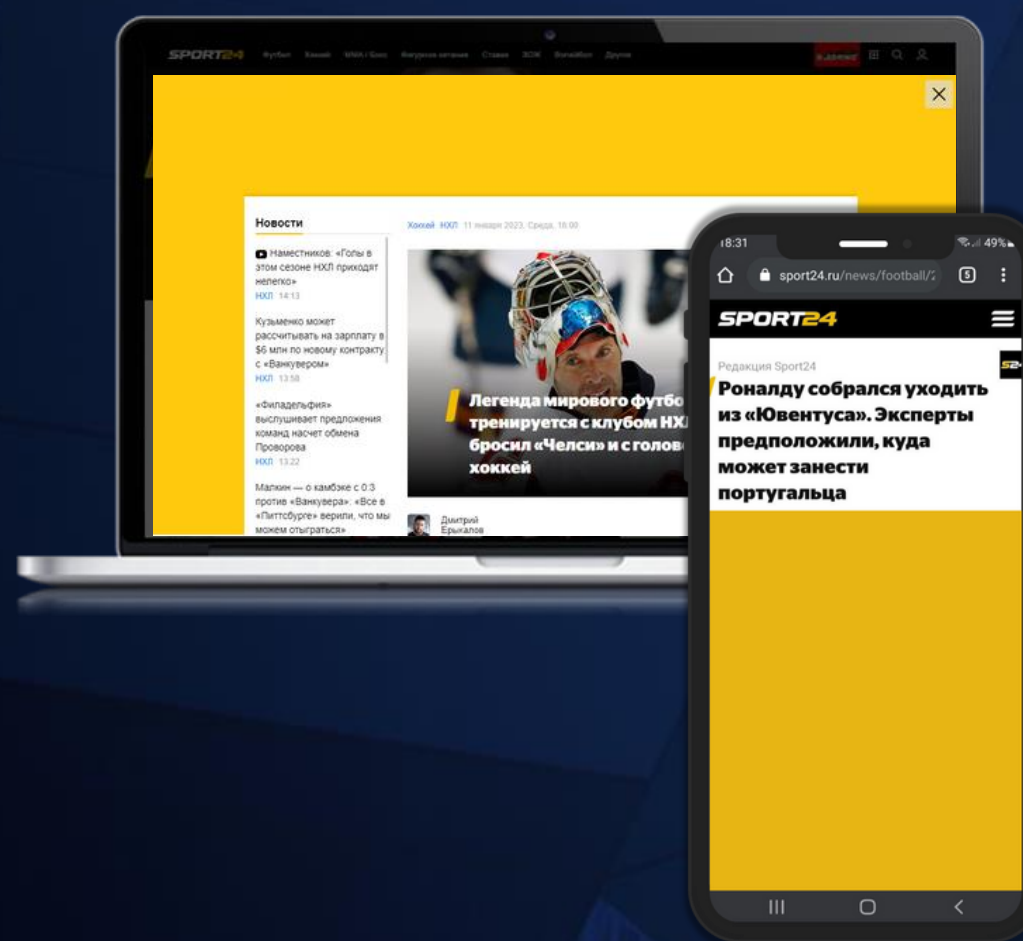 SPORT24
Футбол Хоккей ММА / Бокс Фигурное катание Ставки ЗОЖ Волейбол Другое
Новости
Наместников: «Голы в
этом сезоне НХЛ приходят
нелегко»
НХЛ 14:13
Кузьменко может
рассчитывать на зарплату в
$6 млн по новому контракту
с «Ванкувером»
НХЛ 13:58
«Филадельфия»
выслушивает предложения
команд насчет обмена
Проворова
НХЛ 13:22
Малкин — о камбэке с 0:3
против «Ванкувера»: «Все в
«Питтсбурге» верили, что мы
можем отыграться»
Хоккей НХЛ 11 января 2023, Среда, 16:00
Легенда мирового футбо
тренируется с клубом НХЛ
бросил «Челси» и с голов
хоккей
Дмитрий
Ерыкалов
18:31 49%
sport24.ru/news/football/2 5
SPORT24
Редакция Sport24
Роналду собрался уходить
из «Ювентуса». Эксперты
предположили, куда
может занести
португальца